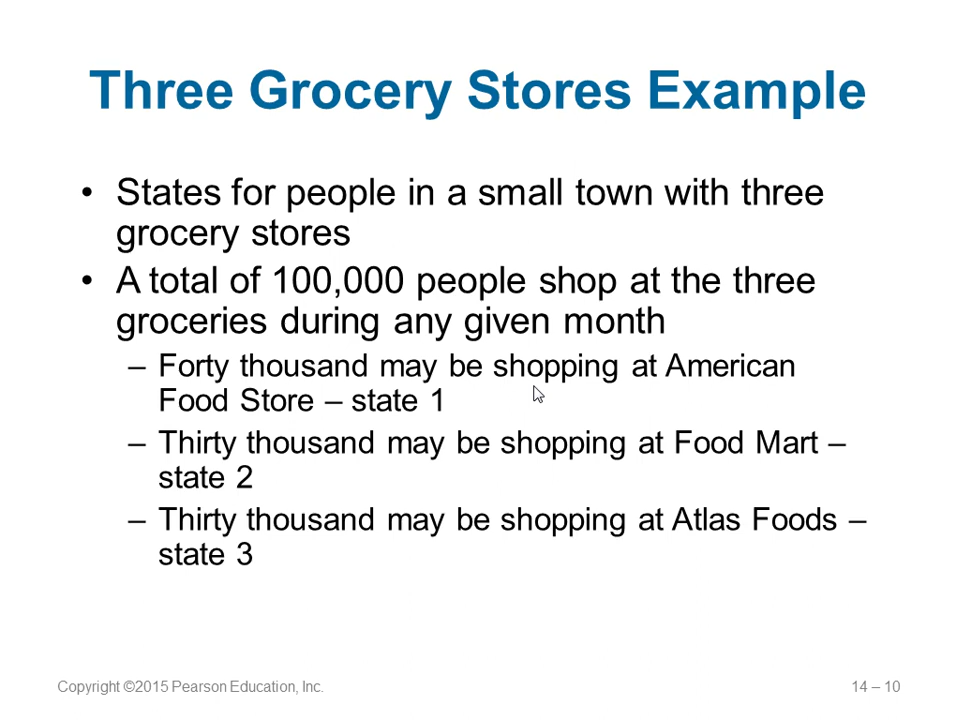 Three Grocery Stores Example
• States for people in a small town with three
grocery stores
• A total of 100,000 people shop at the three
groceries during any given month
– Forty thousand may be shopping at American
Food Store – state 1
– Thirty thousand may be shopping at Food Mart –
state 2
– Thirty thousand may be shopping at Atlas Foods –
state 3
Copyright ©2015 Pearson Education, Inc.
14 – 10